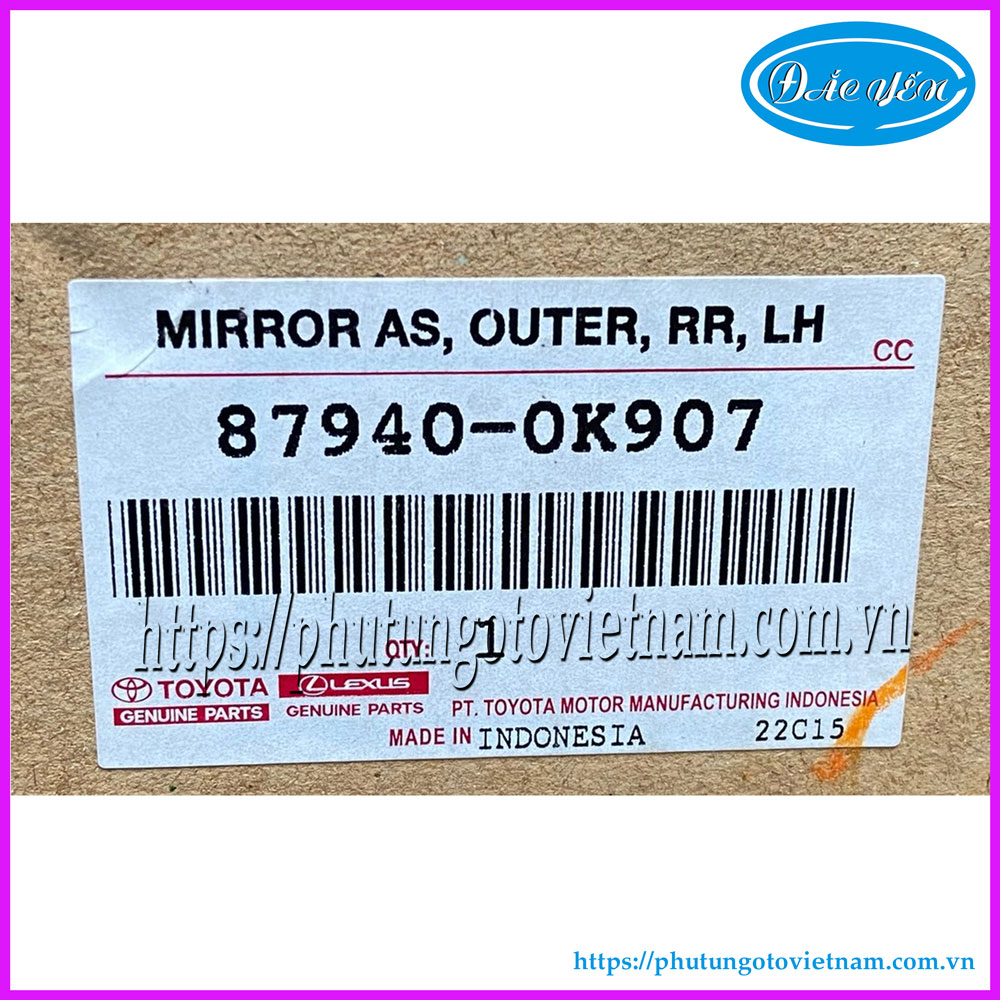 ĐẮC YẾN
MIRROR AS, OUTER, RR, LH
CC
87940-0K907
https://phutungotovietnam.com.vn
QTY: 1
TOYOTA
GENUINE PARTS
LEXUS
GENUINE PARTS
PT. TOYOTA MOTOR MANUFACTURING INDONESIA
MADE IN INDONESIA
22C15
https://phutungotovietnam.com.vn